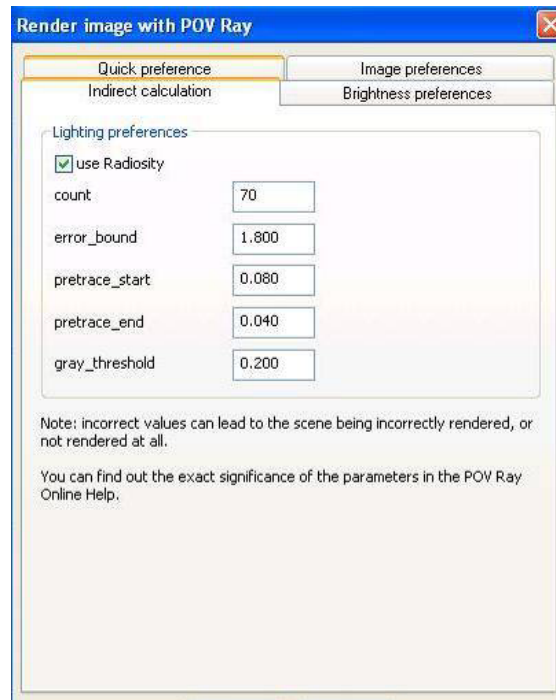 Render image with POV Ray
Quick preference
Image preferences
Indirect calculation
Brightness preferences
Lighting preferences
use Radiosity
count 70
error_bound 1.800
pretrace_start 0.080
pretrace_end 0.040
gray_threshold 0.200
Note: incorrect values can lead to the scene being incorrectly rendered, or
not rendered at all.
You can find out the exact significance of the parameters in the POV Ray
Online Help.